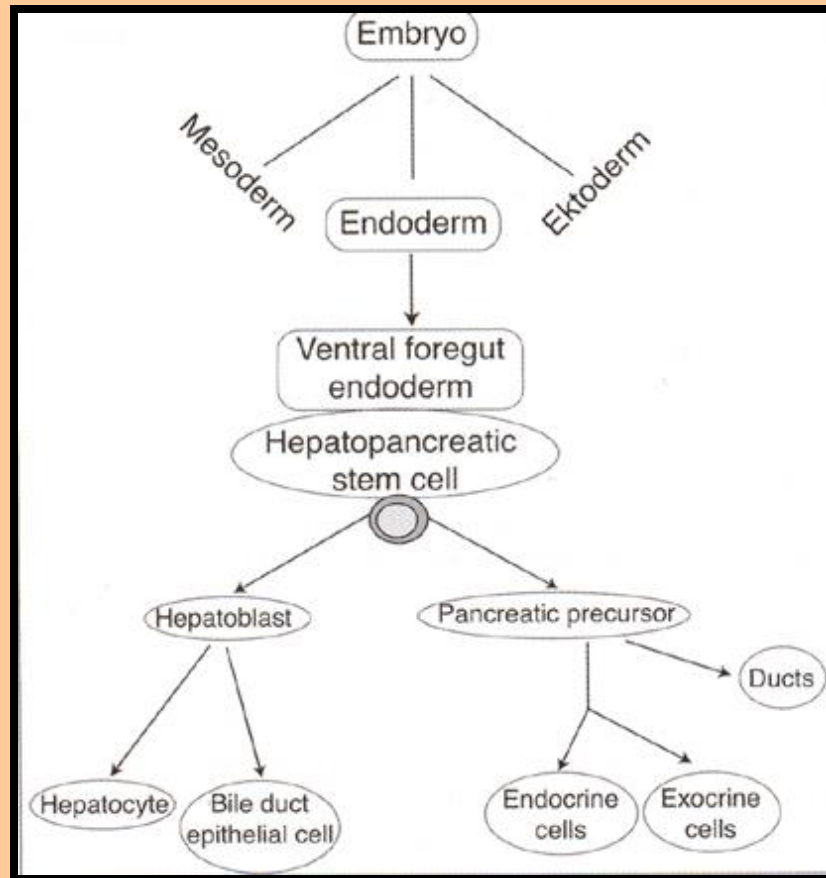 Embryo
Mesoderm
Endoderm
Ektoderm
Ventral foregut
endoderm
Hepatopancreatic
stem cell
Hepatoblast
Pancreatic precursor
Ducts
Hepatocyte
Bile duct
epithelial cell
Endocrine
cells
Exocrine
cells